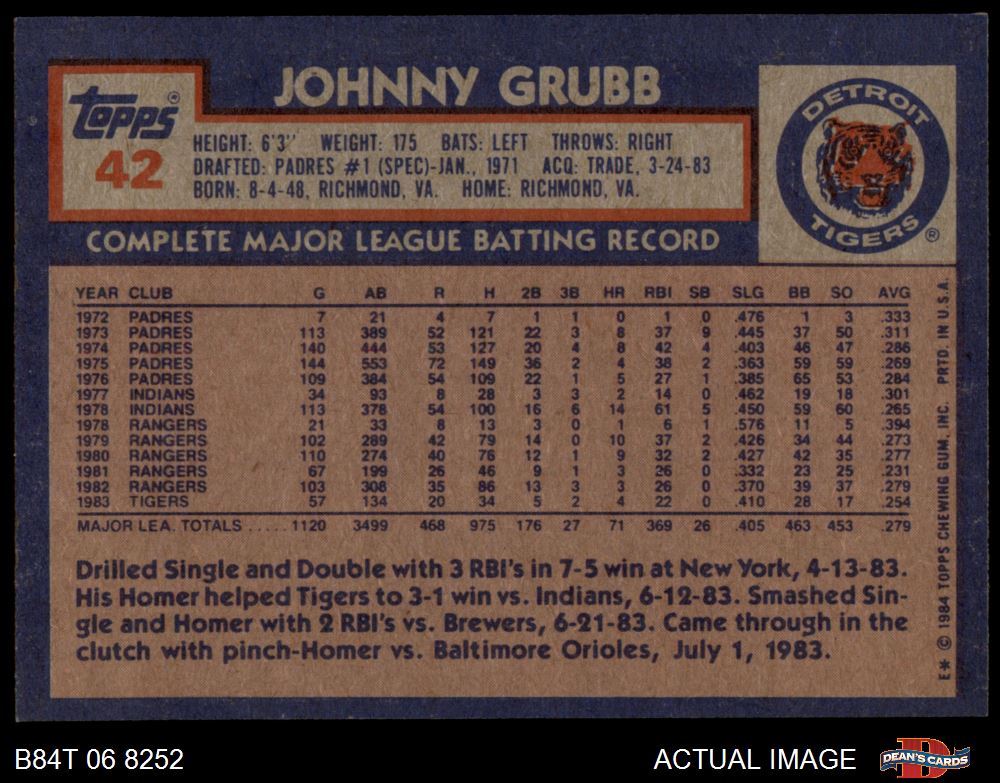 JOHNNY GRUBB
Topps ®
42
HEIGHT: 6'3" WEIGHT: 175 BATS: LEFT THROWS: RIGHT
DRAFTED: PADRES #1 (SPEC)-JAN., 1971 ACQ: TRADE, 3-24-83
BORN: 8-4-48, RICHMOND, VA. HOME: RICHMOND, VA.
DETROIT
TIGERS ®
COMPLETE MAJOR LEAGUE BATTING RECORD
YEAR CLUB G AB R H 2B 3B HR RBI SB SLG BB SO AVG
1972 PADRES 7 21 4 7 1 1 0 1 0 .476 1 3 .333
1973 PADRES 113 389 52 121 22 3 8 37 9 .445 37 50 .311
1974 PADRES 140 444 53 127 20 4 8 42 4 .403 46 47 .286
1975 PADRES 144 553 72 149 36 2 4 38 2 .363 59 59 .269
1976 PADRES 109 384 54 109 22 1 5 27 1 .385 65 53 .284
1977 INDIANS 34 93 8 28 3 3 2 14 0 .462 19 18 .301
1978 INDIANS 113 378 54 100 16 6 14 61 5 .450 59 60 .265
1978 RANGERS 21 33 8 13 3 0 1 6 1 .576 11 5 .394
1979 RANGERS 102 289 42 79 14 0 10 37 2 .426 34 44 .273
1980 RANGERS 110 274 40 76 12 1 9 32 2 .427 42 35 .277
1981 RANGERS 67 199 26 46 9 1 3 26 0 .332 23 25 .231
1982 RANGERS 103 308 35 86 13 3 3 26 0 .370 39 37 .279
1983 TIGERS 57 134 20 34 5 2 4 22 0 .410 28 17 .254
MAJOR LEA. TOTALS ..... 1120 3499 468 975 176 27 71 369 26 .405 463 453 .279
Drilled Single and Double with 3 RBI's in 7-5 win at New York, 4-13-83.
His Homer helped Tigers to 3-1 win vs. Indians, 6-12-83. Smashed Sin-
gle and Homer with 2 RBI's vs. Brewers, 6-21-83. Came through in the
clutch with pinch-Homer vs. Baltimore Orioles, July 1, 1983.
E* © 1984 TOPPS CHEWING GUM, INC. PRTD. IN U.S.A.
B84T 06 8252
ACTUAL IMAGE
DEAN'S CARDS